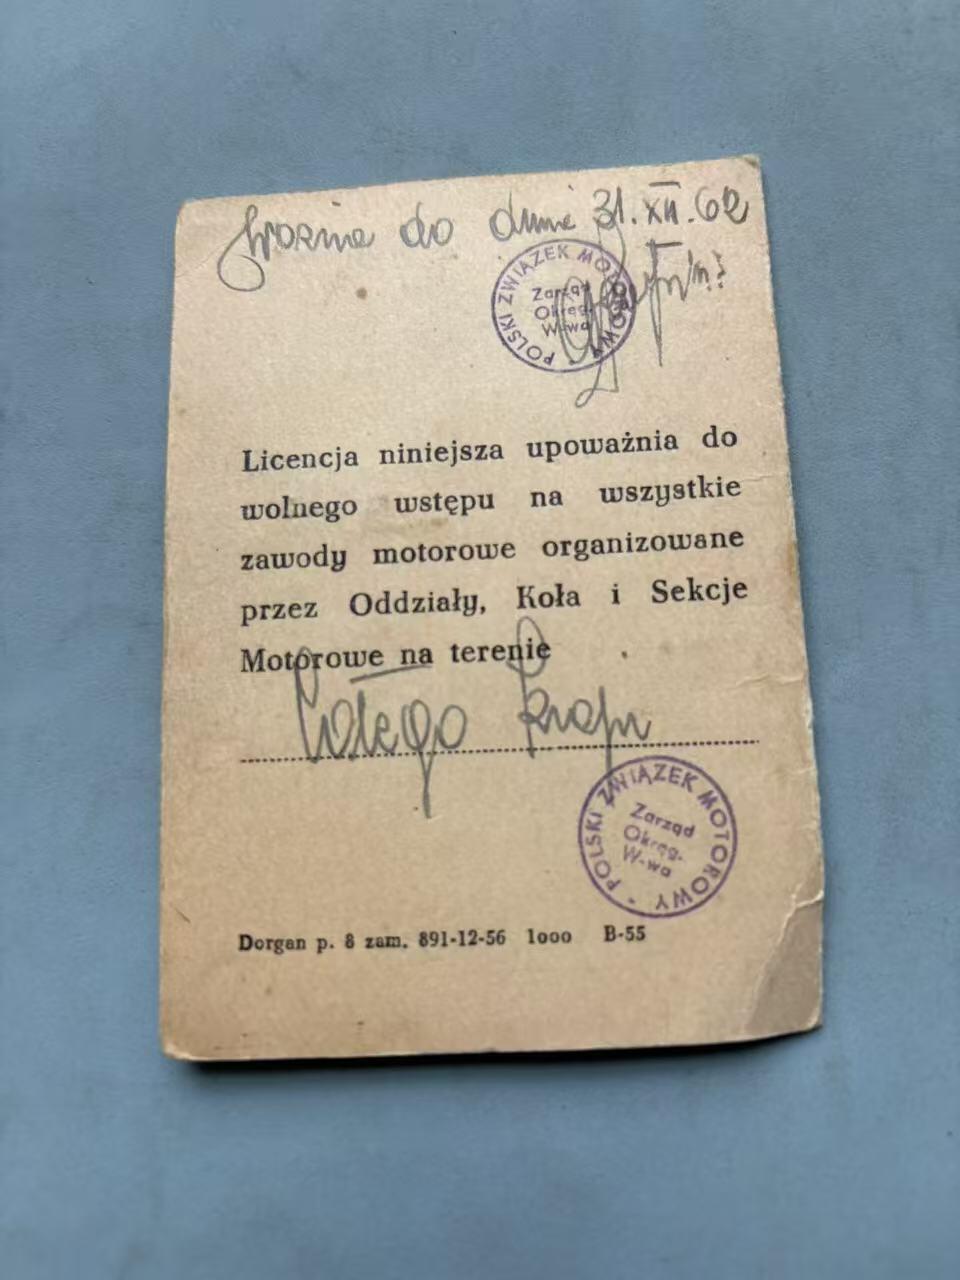 Ważna do dnia 31.XII.62
POLSKI ZWIĄZEK MOTOROWY
Zarząd
Okręg.
W-wa
Licencja niniejsza upoważnia do
wolnego wstępu na wszystkie
zawody motorowe organizowane
przez Oddziały, Koła i Sekcje
Motorowe na terenie
Całego Kraju
POLSKI ZWIĄZEK MOTOROWY
Zarząd
Okręg.
W-wa
Dorgan p. 8 zam. 891-12-56 1ooo B-55